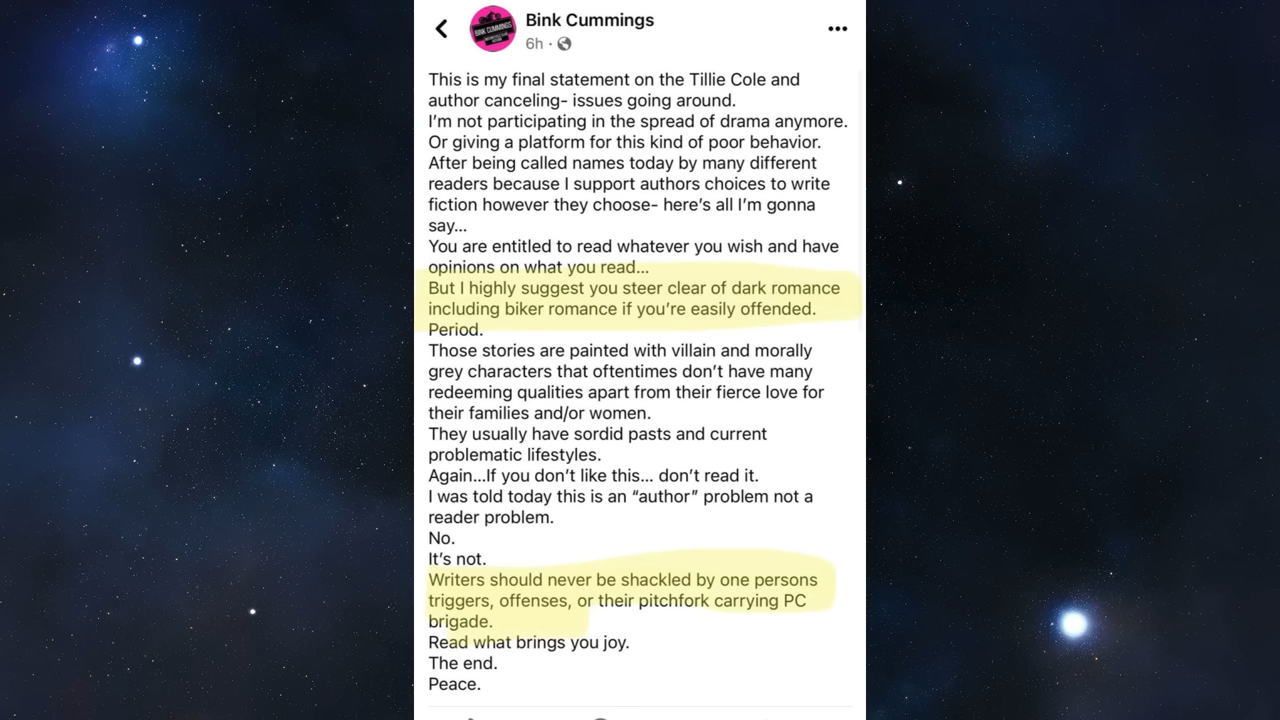 Bink Cummings
BINK CUMMINGS
6h
This is my final statement on the Tillie Cole and
author canceling- issues going around.
I'm not participating in the spread of drama anymore.
Or giving a platform for this kind of poor behavior.
After being called names today by many different
readers because I support authors choices to write
fiction however they choose- here's all I'm gonna
say...
You are entitled to read whatever you wish and have
opinions on what you read...
But I highly suggest you steer clear of dark romance
including biker romance if you're easily offended.
Period.
Those stories are painted with villain and morally
grey characters that oftentimes don't have many
redeeming qualities apart from their fierce love for
their families and/or women.
They usually have sordid pasts and current
problematic lifestyles.
Again...If you don't like this... don't read it.
I was told today this is an “author” problem not a
reader problem.
No.
It's not.
Writers should never be shackled by one persons
triggers, offenses, or their pitchfork carrying PC
brigade.
Read what brings you joy.
The end.
Peace.